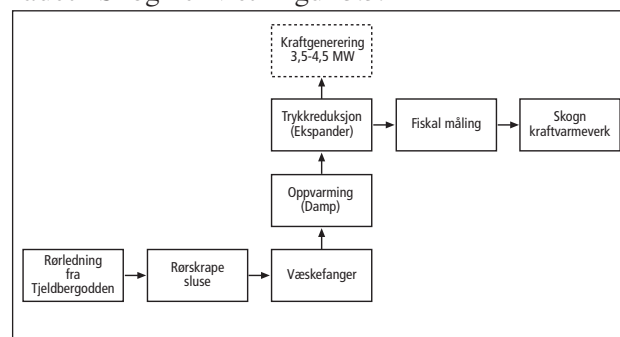 Kraftgenerering
3,5-4,5 MW
Trykkreduksjon
(Ekspander)
Fiskal måling
Skogn
kraftvarmeverk
Oppvarming
(Damp)
Rørledning
fra
Tjeldbergodden
Rørskrape
sluse
Væskefanger